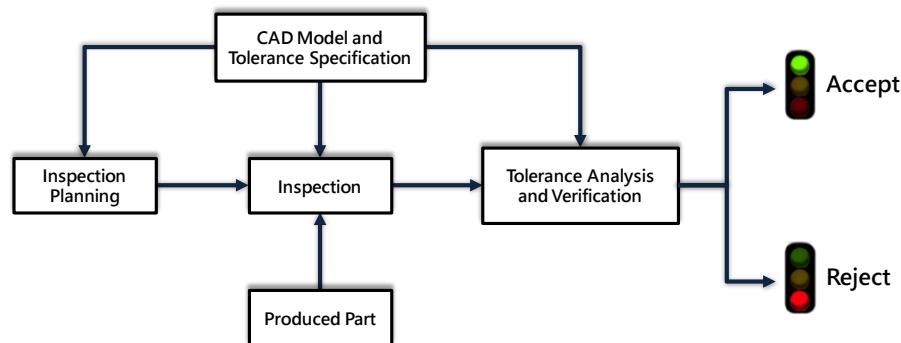 CAD Model and
Tolerance Specification
Accept
Inspection
Planning
Inspection
Tolerance Analysis
and Verification
Reject
Produced Part